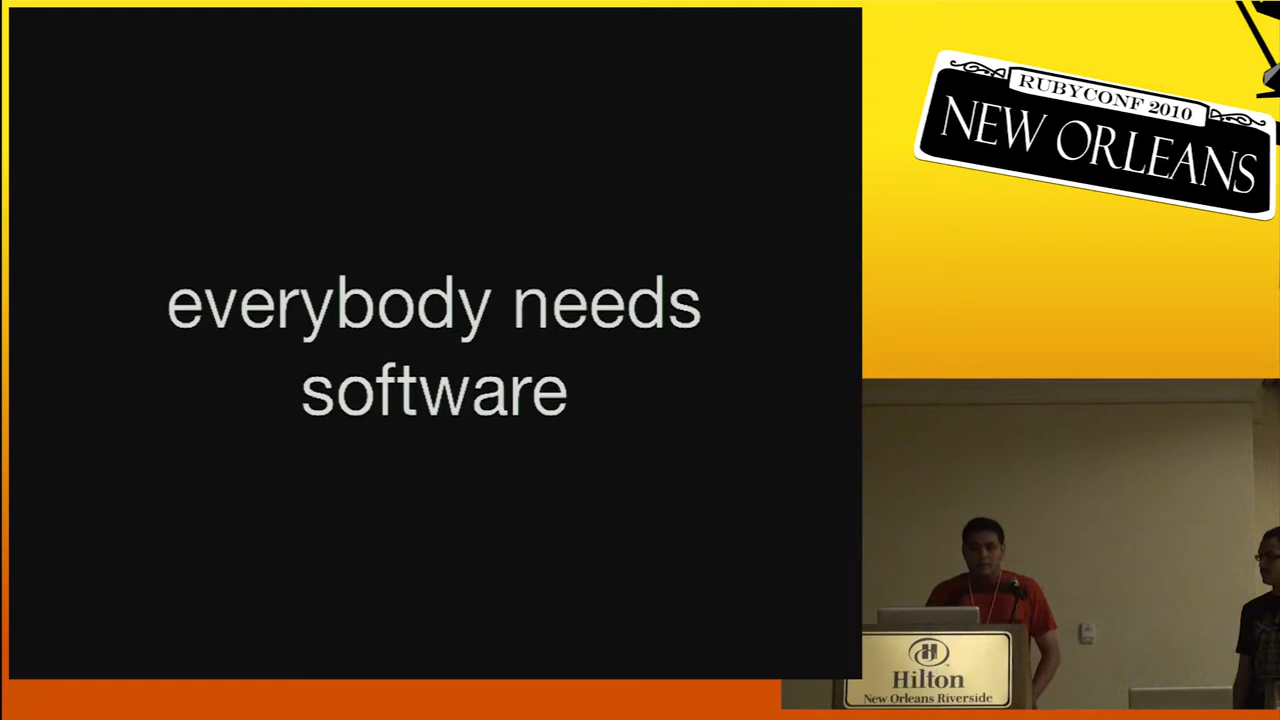 everybody needs
software
RUBYCONF 2010
NEW ORLEANS
Hilton
New Orleans Riverside